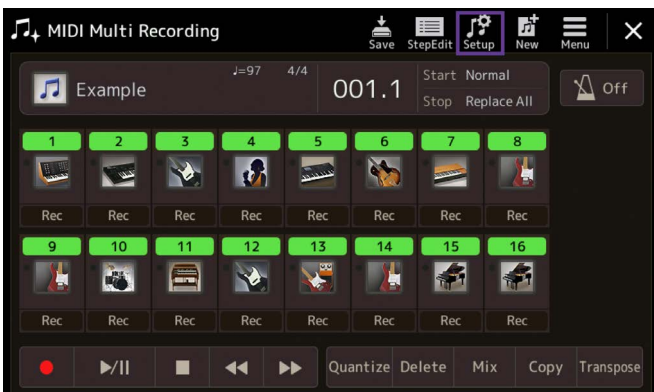 MIDI Multi Recording
Save StepEdit Setup New Menu
Example
♩=97 4/4
001.1
Start Normal
Stop Replace All
Off
1 2 3 4 5 6 7 8
Rec Rec Rec Rec Rec Rec Rec Rec
9 10 11 12 13 14 15 16
Rec Rec Rec Rec Rec Rec Rec Rec
Quantize Delete Mix Copy Transpose